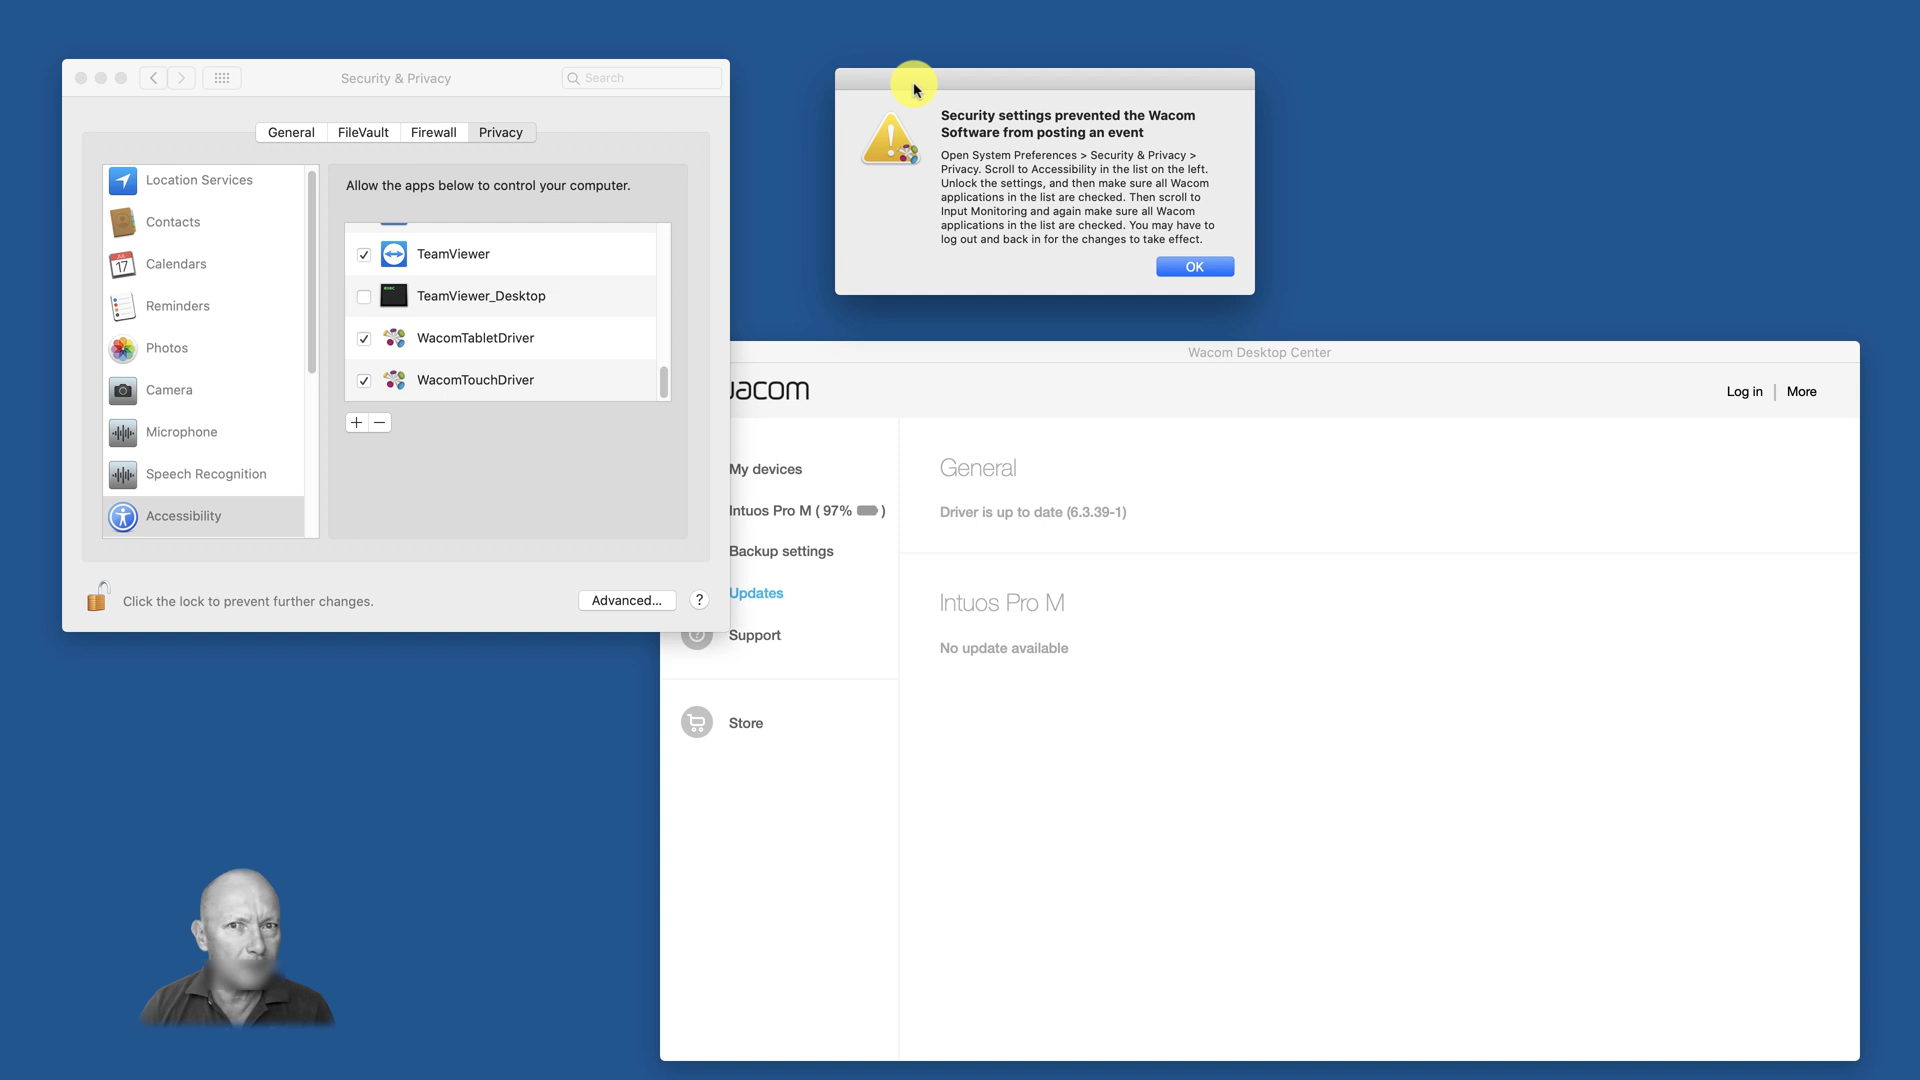 Security & Privacy
Search
General
FileVault
Firewall
Privacy
Location Services
Contacts
JUL
17
Calendars
Reminders
Photos
Camera
Microphone
Speech Recognition
Accessibility
Allow the apps below to control your computer.
TeamViewer
TeamViewer_Desktop
WacomTabletDriver
WacomTouchDriver
Click the lock to prevent further changes.
Advanced...
?
Security settings prevented the Wacom
Software from posting an event
Open System Preferences > Security & Privacy >
Privacy. Scroll to Accessibility in the list on the left.
Unlock the settings, and then make sure all Wacom
applications in the list are checked. Then scroll to
Input Monitoring and again make sure all Wacom
applications in the list are checked. You may have to
log out and back in for the changes to take effect.
OK
Wacom Desktop Center
wacom
Log in
More
My devices
Intuos Pro M ( 97% )
Backup settings
Updates
Support
Store
General
Driver is up to date (6.3.39-1)
Intuos Pro M
No update available